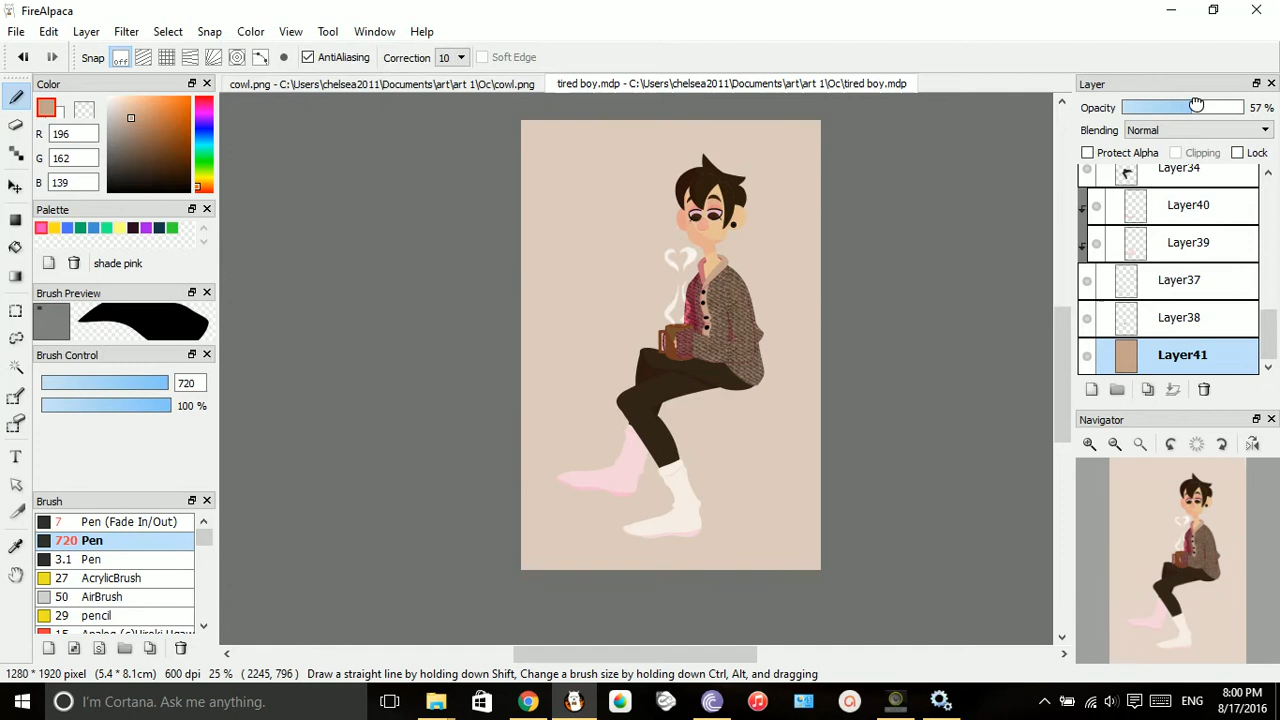 FireAlpaca
File Edit Layer Filter Select Snap Color View Tool Window Help
Snap off AntiAliasing Correction 10 Soft Edge
Color
cowl.png - C:\Users\chelsea2011\Documents\art\art 1\Oc\cowl.png
tired boy.mdp - C:\Users\chelsea2011\Documents\art\art 1\Oc\tired boy.mdp
Layer
Opacity 57 %
Blending Normal
Protect Alpha Clipping Lock
R 196
G 162
B 139
Layer34
Layer40
Layer39
Layer37
Layer38
Layer41
Palette
shade pink
Brush Preview
Brush Control
720
100 %
Navigator
Brush
7 Pen (Fade In/Out)
720 Pen
3.1 Pen
27 AcrylicBrush
50 AirBrush
29 pencil
1280 * 1920 pixel (5.4 * 8.1cm) 600 dpi 25 % (2245, 796) Draw a straight line by holding down Shift, Change a brush size by holding down Ctrl, Alt, and dragging
I'm Cortana. Ask me anything.
ENG
8:00 PM
8/17/2016